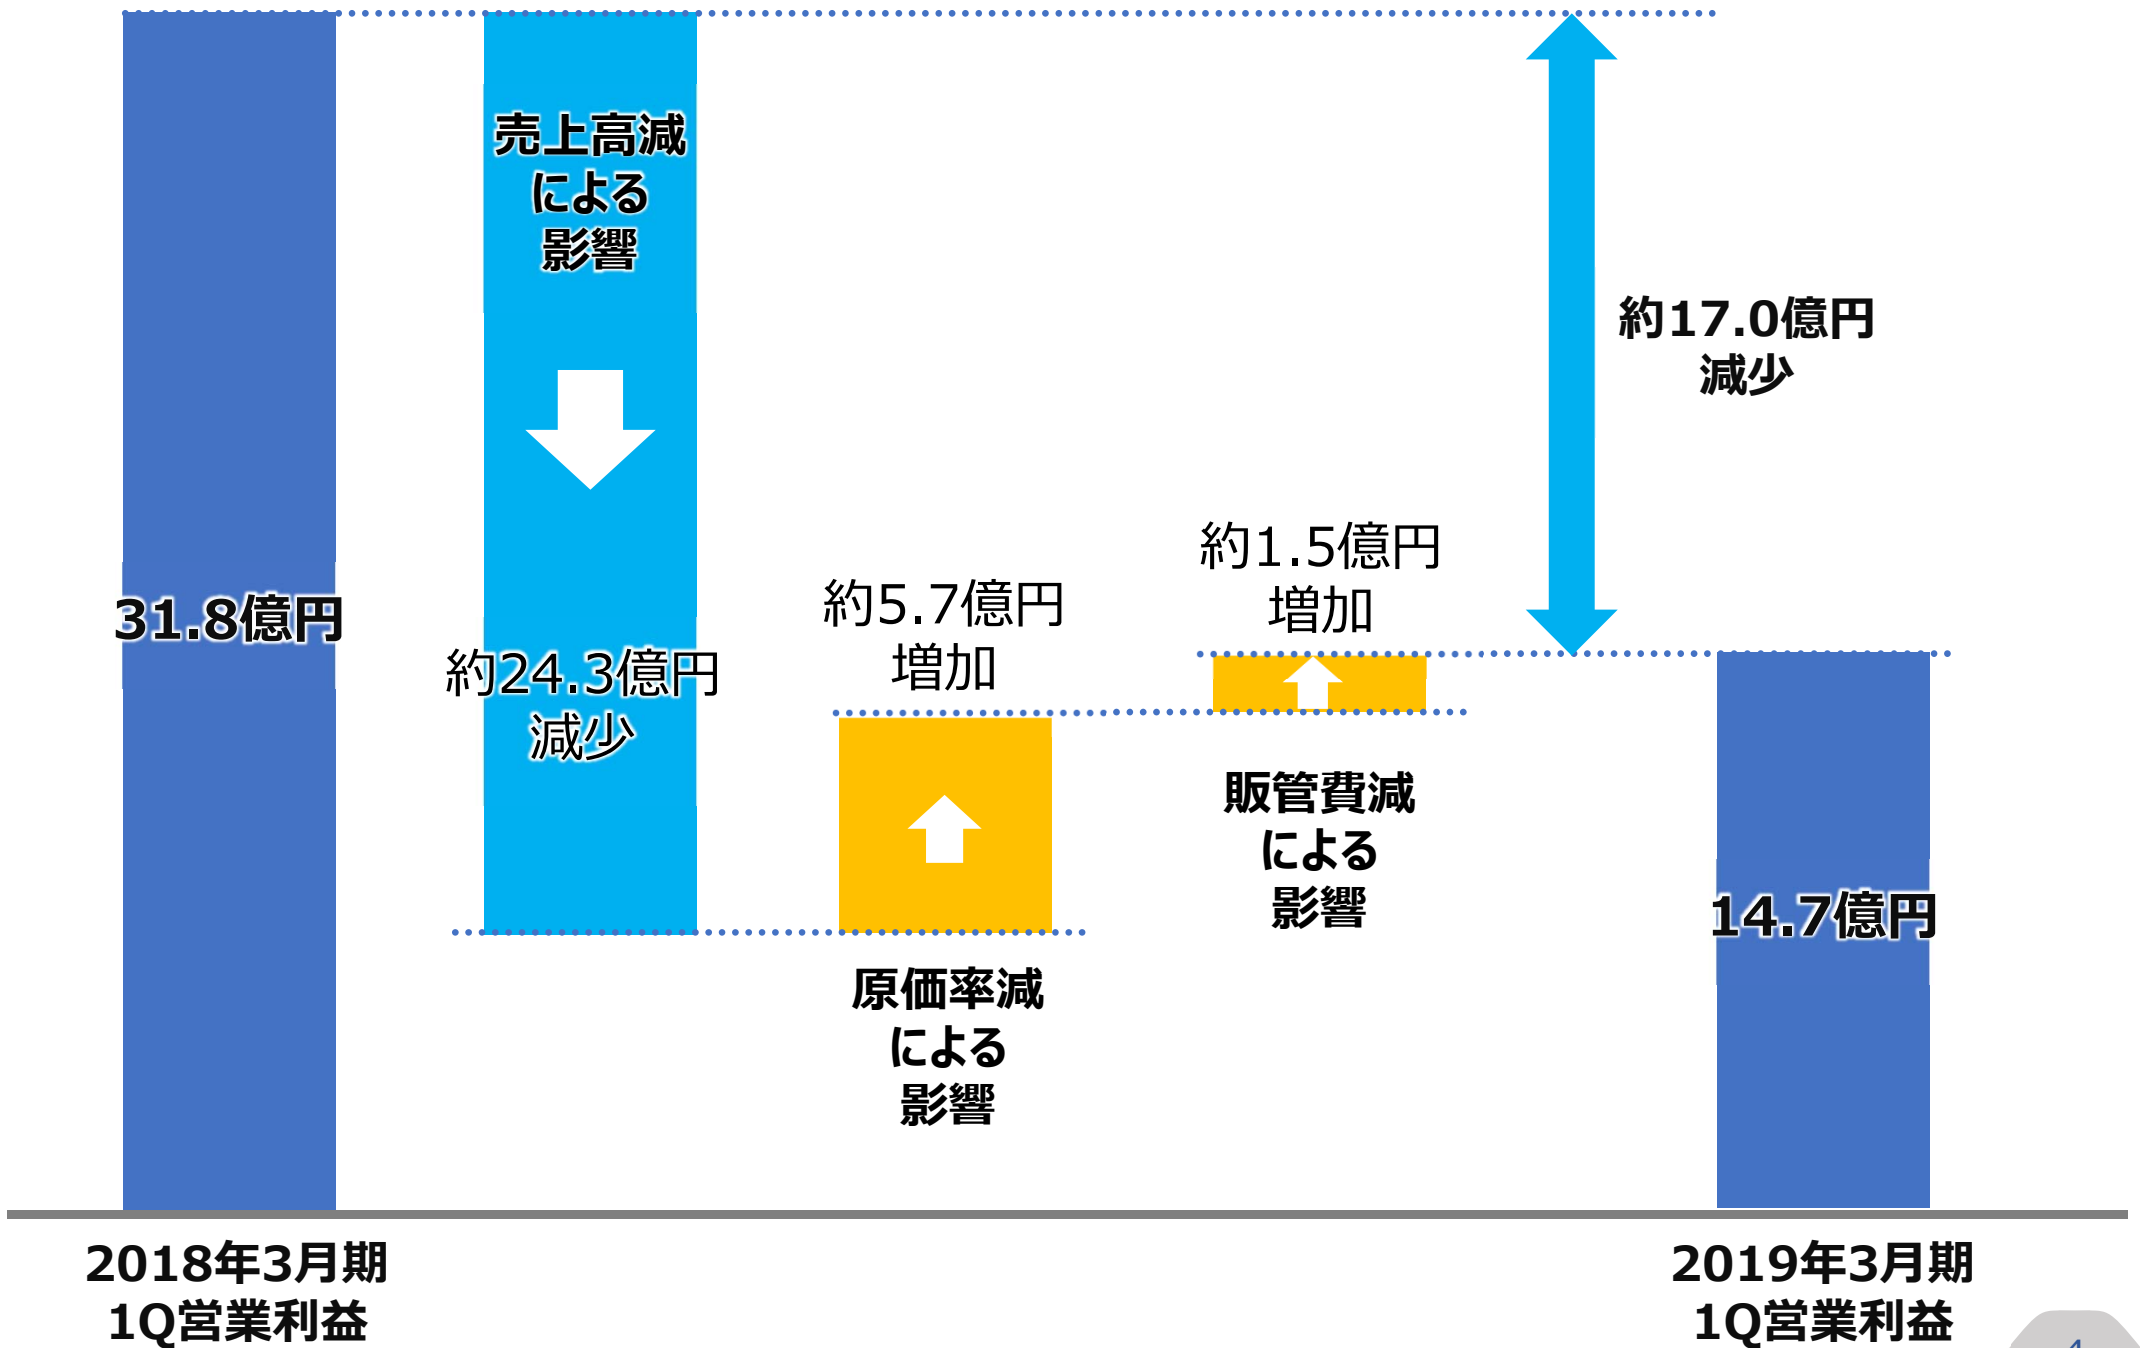 売上高減
による
影響
約17.0億円
減少
約1.5億円
増加
約5.7億円
増加
31.8億円
約24.3億円
減少
販管費減
による
影響
14.7億円
原価率減
による
影響
2018年3月期
1Q営業利益
2019年3月期
1Q営業利益